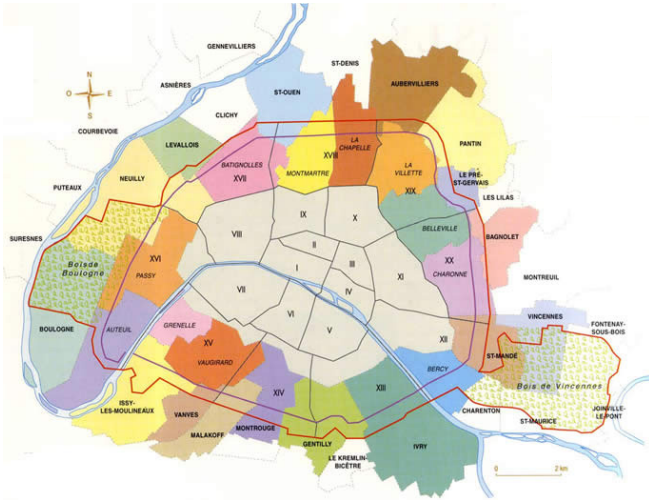 GENNEVILLIERS
ST-DENIS
N
O
E
S
ASNIÈRES
ST-OUEN
AUBERVILLIERS
COURBEVOIE
CLICHY
LEVALLOIS
LA
CHAPELLE
XVIII
PANTIN
BATIGNOLLES
XVII
MONTMARTRE
LA
VILLETTE
XIX
NEUILLY
PUTEAUX
LE PRÉ-
ST-GERVAIS
LES LILAS
SURESNES
IX
X
BELLEVILLE
BAGNOLET
VIII
II
XVI
Bois de
Boulogne
PASSY
I
III
XI
XX
CHARONNE
MONTREUIL
VII
IV
VI
V
BOULOGNE
AUTEUIL
GRENELLE
XII
VINCENNES
FONTENAY-
SOUS-BOIS
XV
VAUGIRARD
ST-MANDÉ
BERCY
Bois de Vincennes
XIV
XIII
ISSY-
LES-MOULINEAUX
VANVES
MALAKOFF
MONTROUGE
GENTILLY
CHARENTON
ST-MAURICE
JOINVILLE-
LE-PONT
IVRY
LE KREMLIN-
BICÊTRE
0
2 km